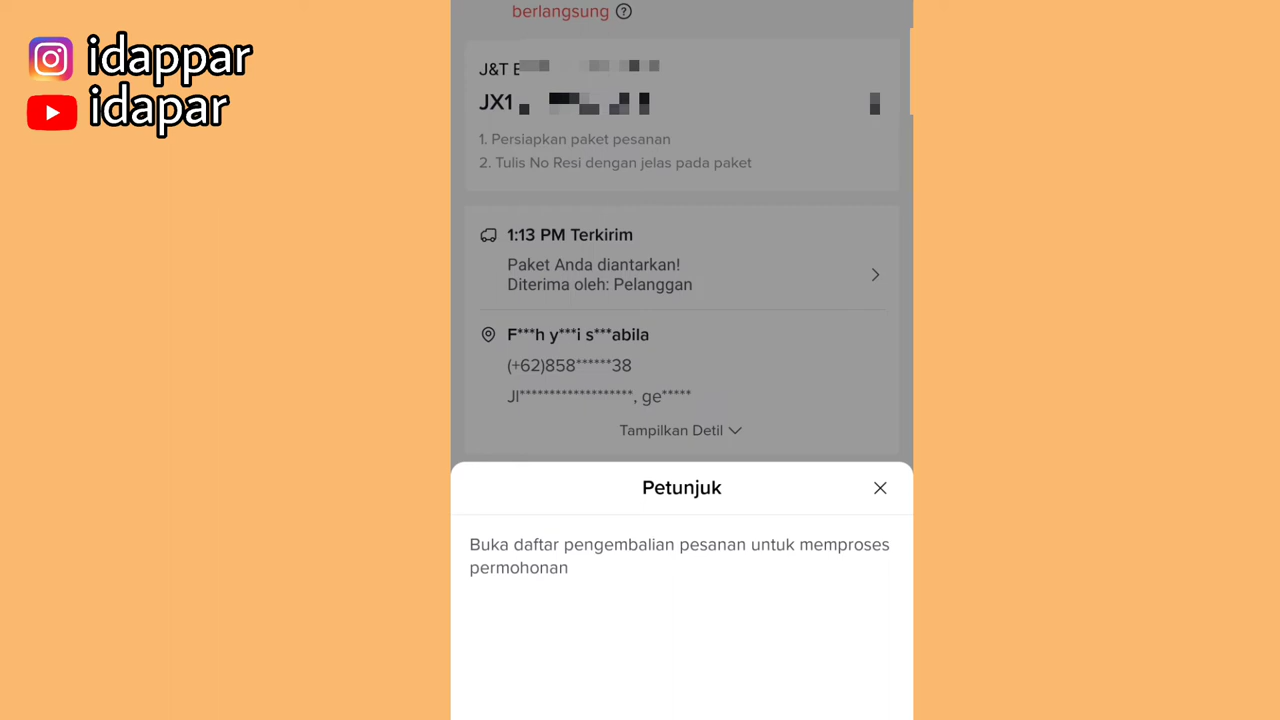 idappar
idapar
berlangsung
J&T E
JX1
1. Persiapkan paket pesanan
2. Tulis No Resi dengan jelas pada paket
1:13 PM Terkirim
Paket Anda diantarkan!
Diterima oleh: Pelanggan
F***h y***i s***abila
(+62)858******38
Jl*******************, ge*****
Tampilkan Detil
Petunjuk
Buka daftar pengembalian pesanan untuk memproses
permohonan